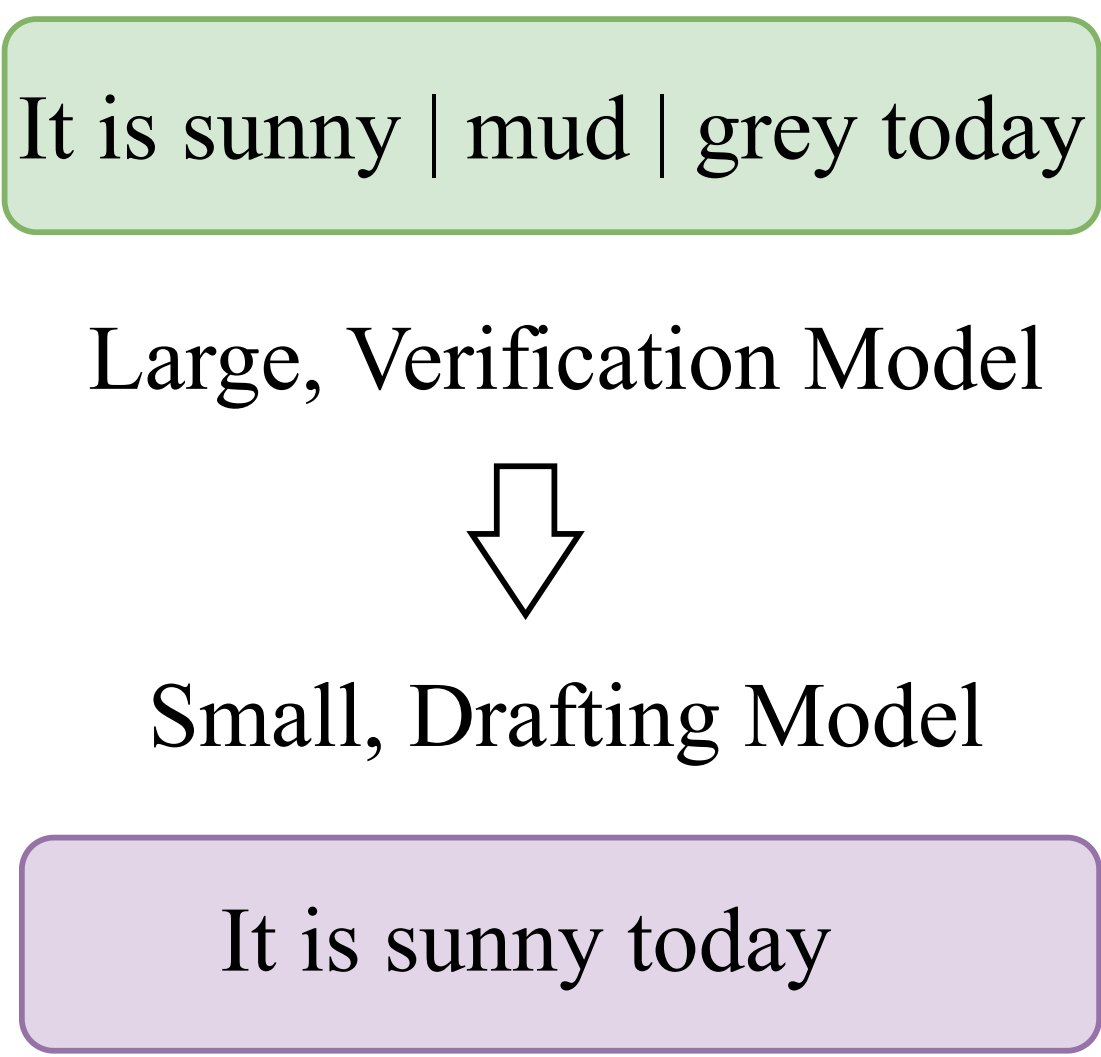 It is sunny | mud | grey today
Large, Verification Model
Small, Drafting Model
It is sunny today